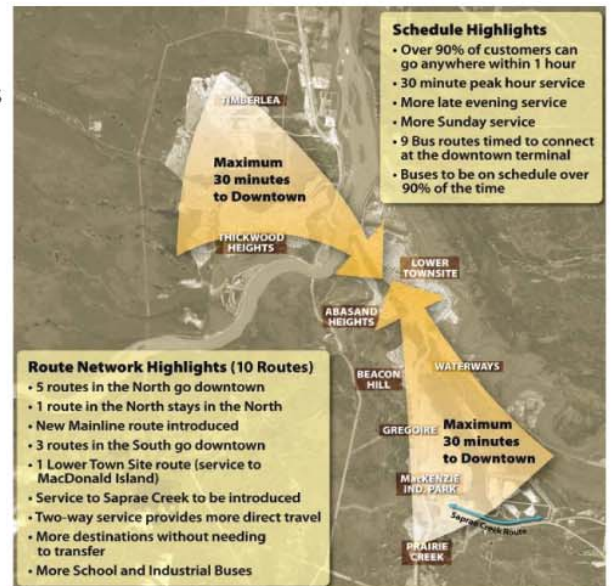 Schedule Highlights
• Over 90% of customers can
go anywhere within 1 hour
• 30 minute peak hour service
• More late evening service
• More Sunday service
• 9 Bus routes timed to connect
at the downtown terminal
• Buses to be on schedule over
90% of the time
TIMBERLEA
Maximum
30 minutes
to Downtown
THICKWOOD
HEIGHTS
LOWER
TOWNSITE
ABASAND
HEIGHTS
BEACON
HILL
WATERWAYS
GREGOIRE
Maximum
30 minutes
to Downtown
MacKENZIE
IND. PARK
Saprae Creek Route
PRAIRIE
CREEK
Route Network Highlights (10 Routes)
• 5 routes in the North go downtown
• 1 route in the North stays in the North
• New Mainline route introduced
• 3 routes in the South go downtown
• 1 Lower Town Site route (service to
MacDonald Island)
• Service to Saprae Creek to be introduced
• Two-way service provides more direct travel
• More destinations without needing
to transfer
• More School and Industrial Buses